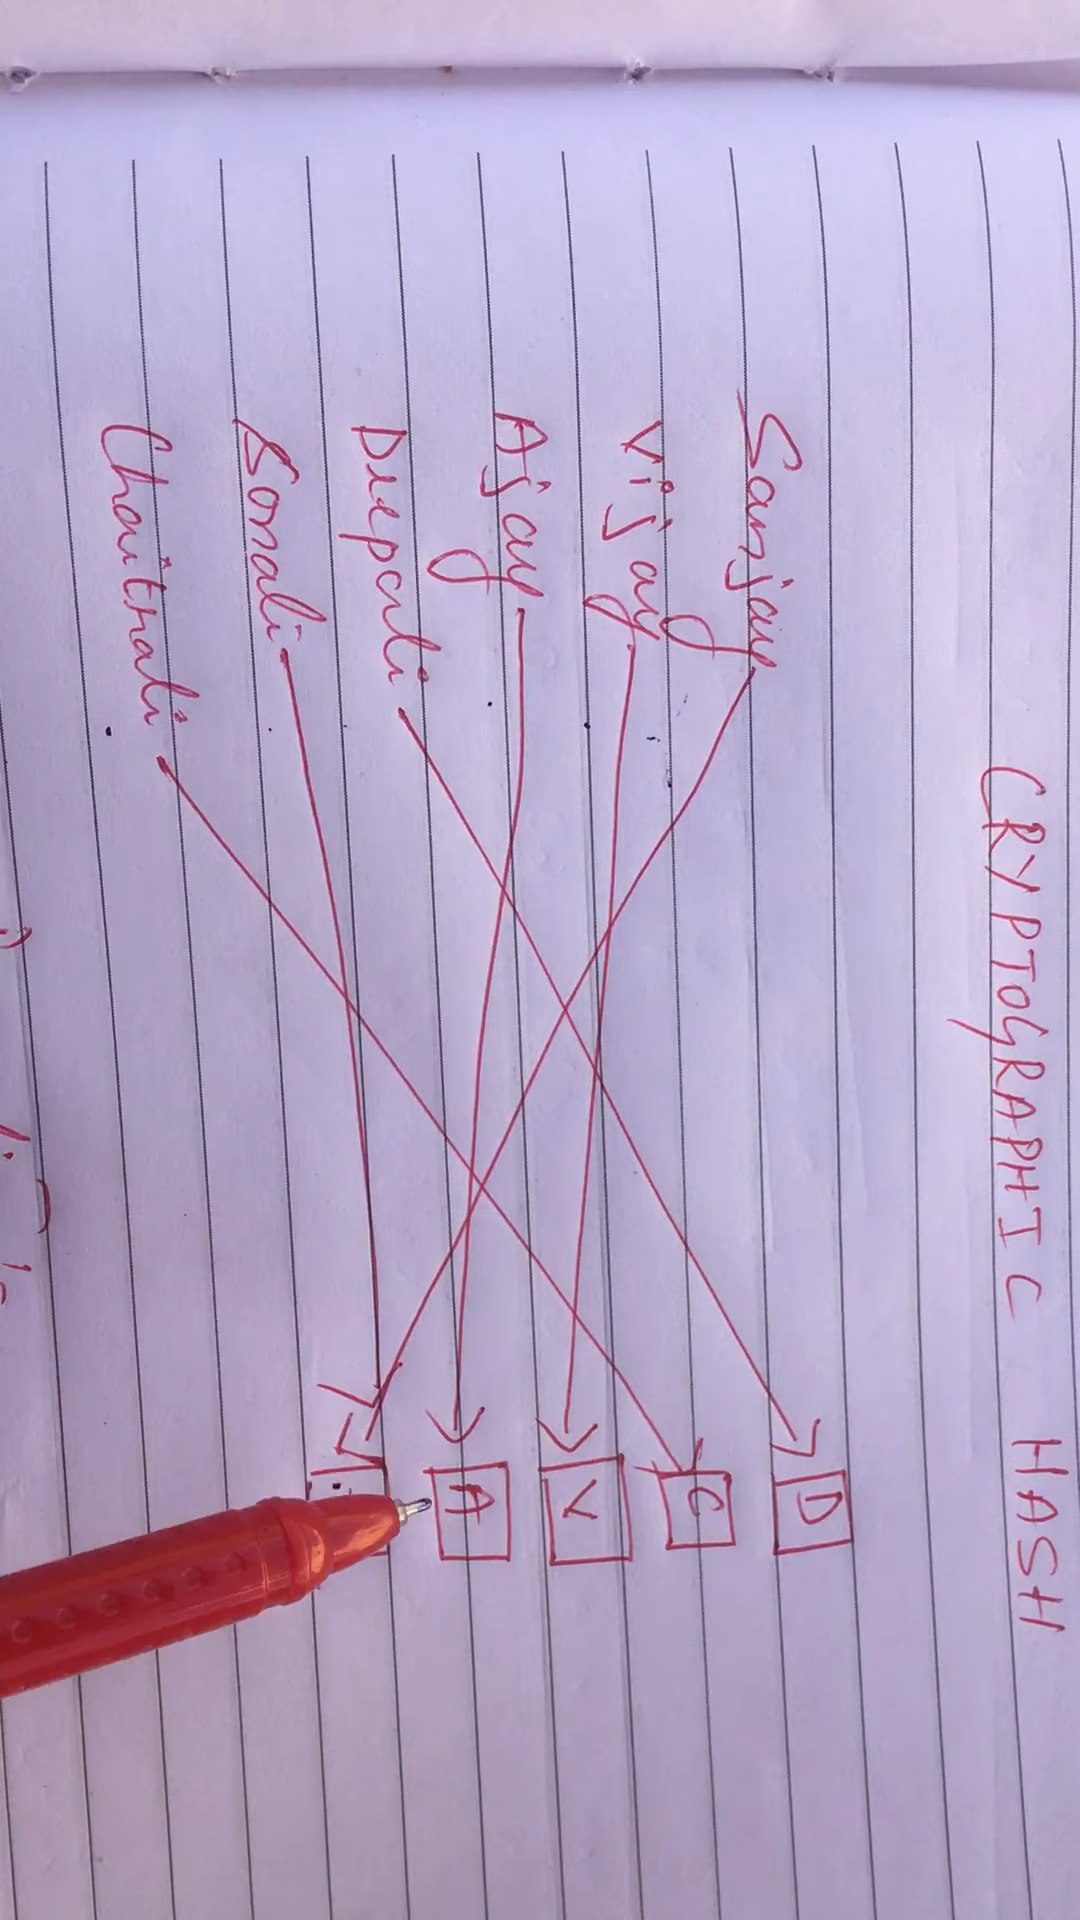 CRYPTOGRAPHIC HASH
Sanjay D
Vijay C
Ajay V
Deepali A
Sonali
Chaitrali